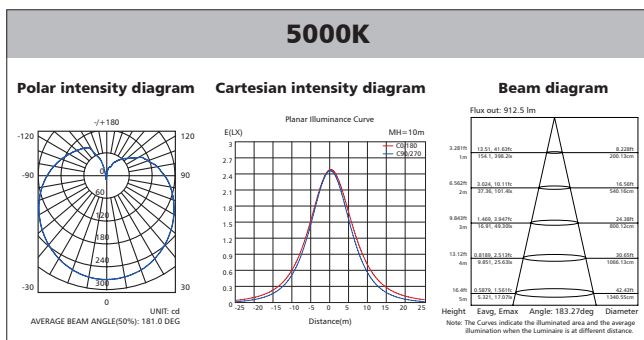 5000K
Polar intensity diagram
-/+180
-120
120
-90
90
0
60
120
180
240
300
-30
30
0
UNIT: cd
AVERAGE BEAM ANGLE(50%): 181.0 DEG
Cartesian intensity diagram
Planar Illuminance Curve
E(LX)
MH=10m
C0/180
C90/270
3
2.7
2.4
2.1
1.8
1.5
1.2
0.9
0.6
0.3
0
-25
-20
-15
-10
-5
0
5
10
15
20
25
Distance(m)
Beam diagram
Flux out: 912.5 lm
3.281ft 13.51, 41.63fc 8.228ft
1m 154.1, 398.2lx 200.13cm
6.562ft 3.024, 10.11fc 16.56ft
2m 37.36, 101.4lx 540.16cm
9.843ft 1.469, 3.947fc 24.38ft
3m 16.91, 49.30lx 800.12cm
13.12ft 0.8189, 2.513fc 30.65ft
4m 9.851, 25.63lx 1066.13cm
16.4ft 0.5879, 1.561fc 42.43ft
5m 5.321, 17.07lx 1340.55cm
Height Eavg, Emax Angle: 183.27deg Diameter
Note: The Curves indicate the illuminated area and the average
illumination when the Luminaire is at different distance.